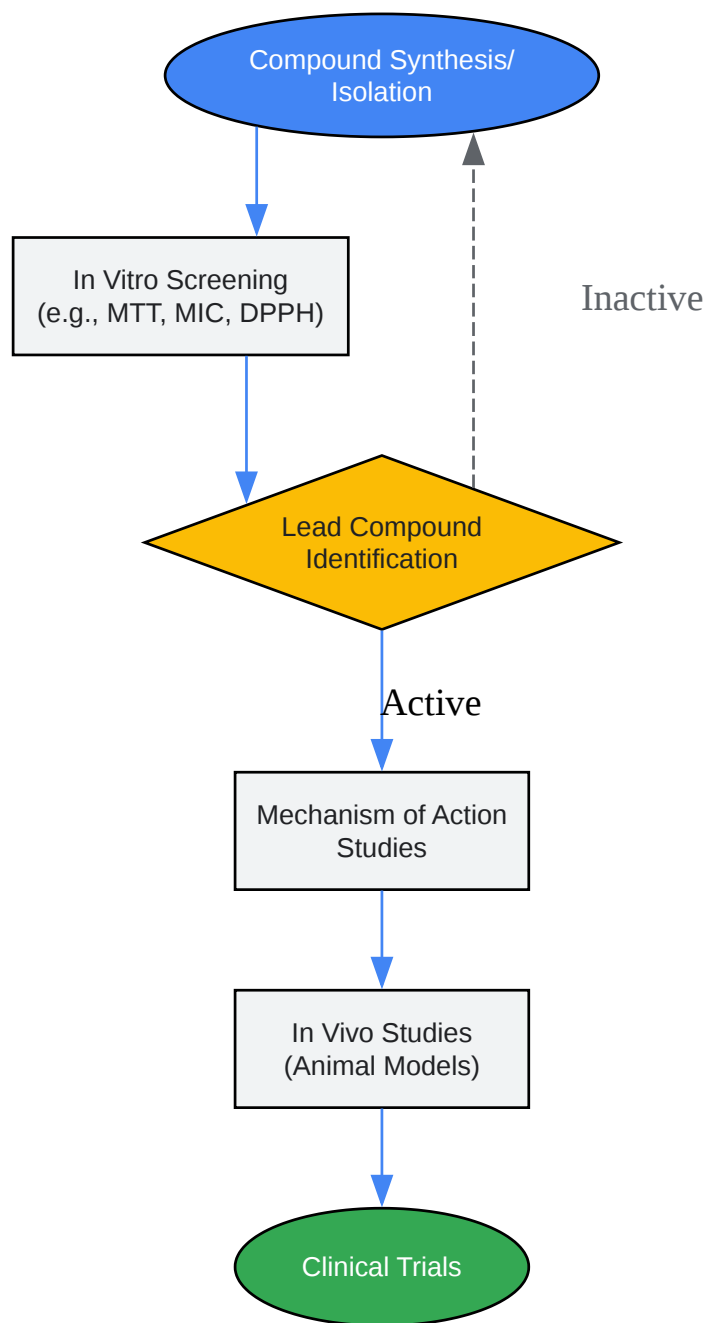 Compound Synthesis/
Isolation
In Vitro Screening
(e.g., MTT, MIC, DPPH)
Inactive
Lead Compound
Identification
Active
Mechanism of Action
Studies
In Vivo Studies
(Animal Models)
Clinical Trials